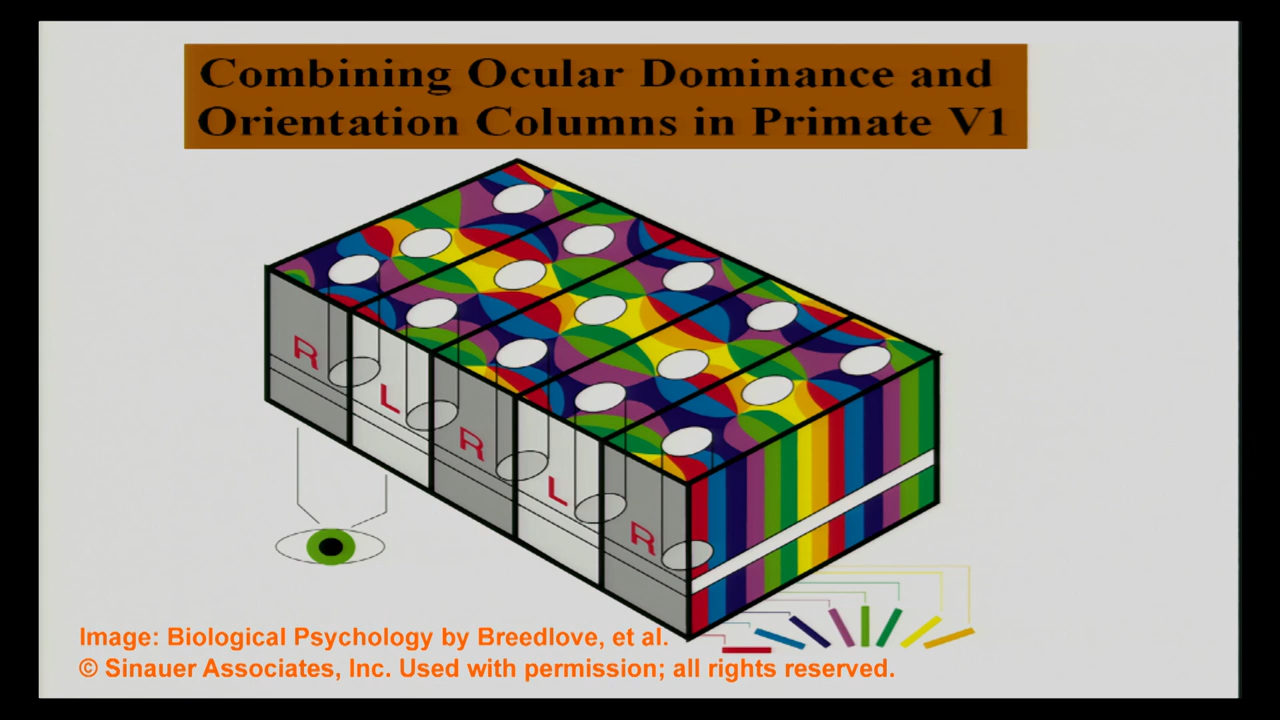 Combining Ocular Dominance and
Orientation Columns in Primate V1
R
L
R
L
R
Image: Biological Psychology by Breedlove, et al.
© Sinauer Associates, Inc. Used with permission; all rights reserved.